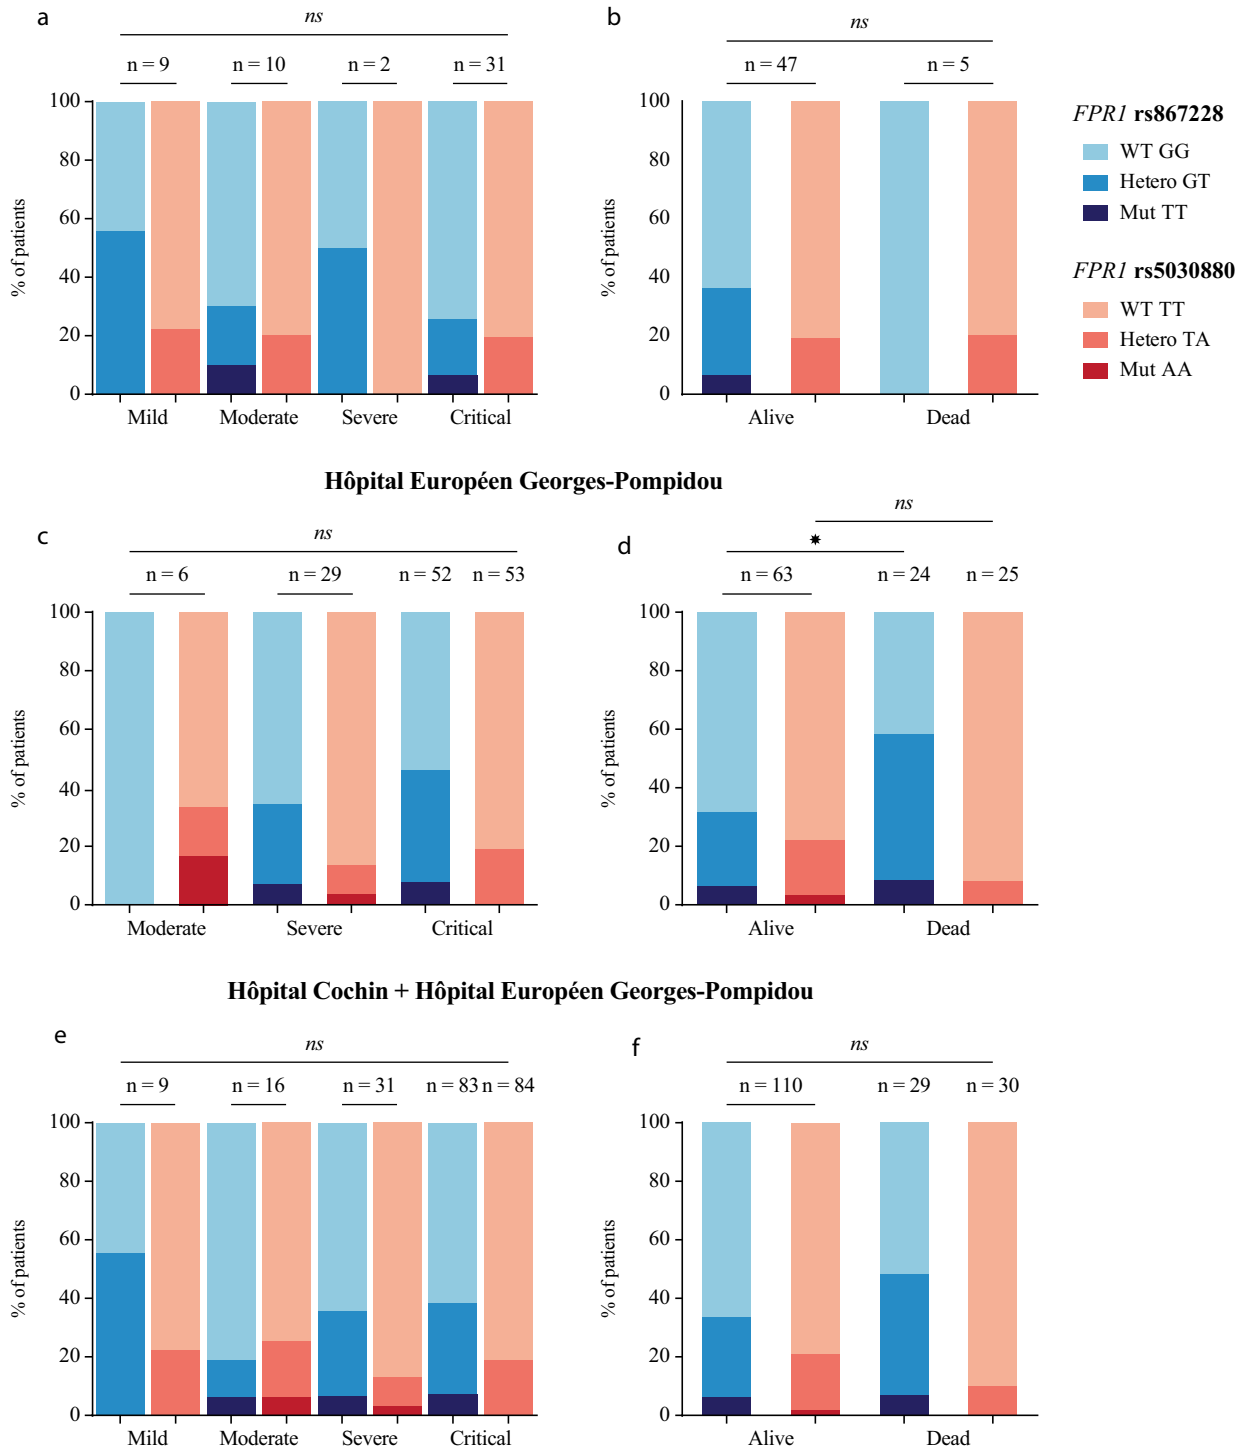 a
ns
n = 9
n = 10
n = 2
n = 31
% of patients
100
80
60
40
20
0
Mild
Moderate
Severe
Critical
b
ns
n = 47
n = 5
% of patients
100
80
60
40
20
0
Alive
Dead
FPR1 rs867228
WT GG
Hetero GT
Mut TT
FPR1 rs5030880
WT TT
Hetero TA
Mut AA
Hôpital Européen Georges-Pompidou
c
ns
n = 6
n = 29
n = 52
n = 53
% of patients
100
80
60
40
20
0
Moderate
Severe
Critical
d
ns
*
n = 63
n = 24
n = 25
% of patients
100
80
60
40
20
0
Alive
Dead
Hôpital Cochin + Hôpital Européen Georges-Pompidou
e
ns
n = 9
n = 16
n = 31
n = 83
n = 84
% of patients
100
80
60
40
20
0
Mild
Moderate
Severe
Critical
f
ns
n = 110
n = 29
n = 30
% of patients
100
80
60
40
20
0
Alive
Dead